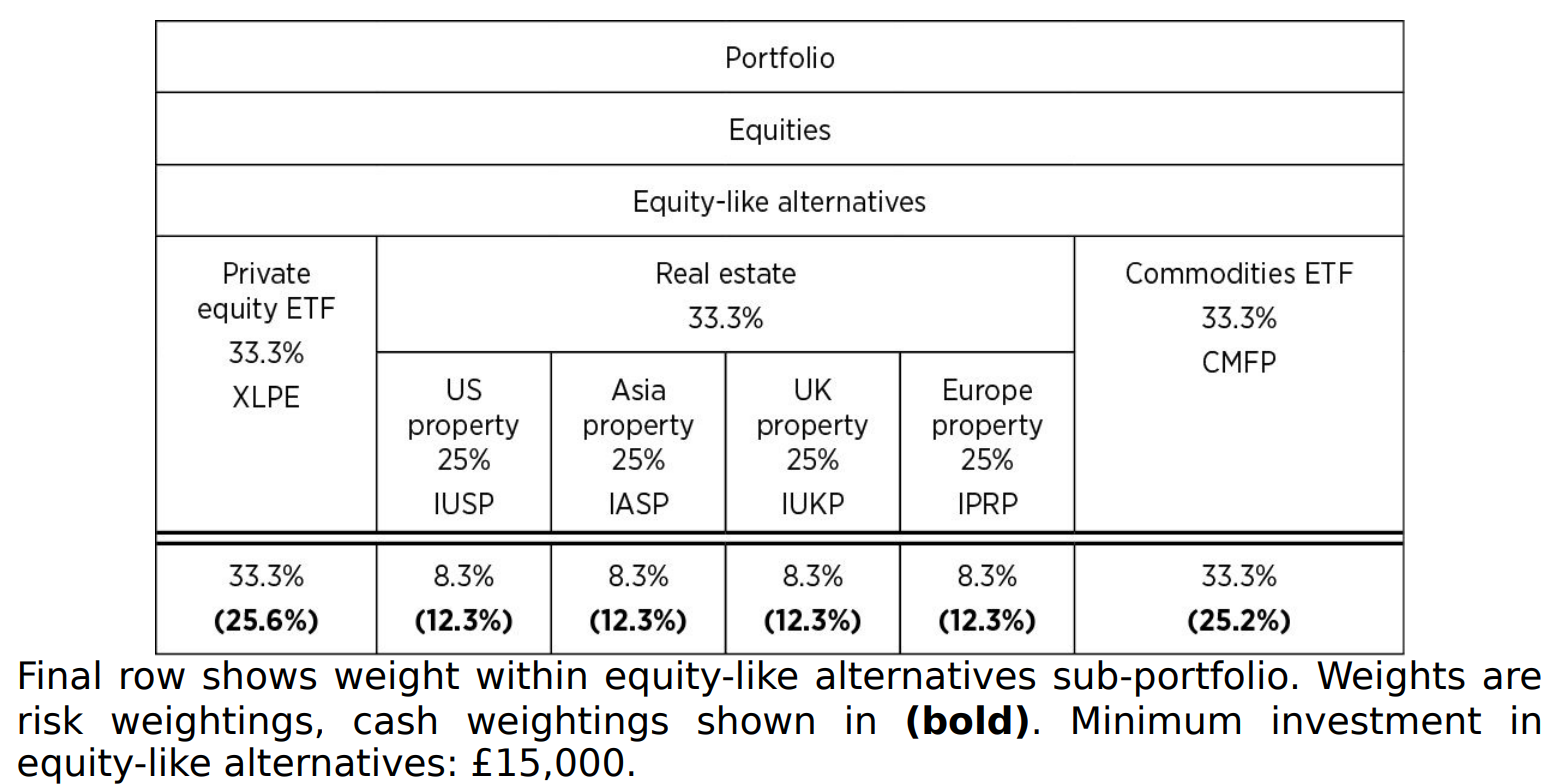 Portfolio
Equities
Equity-like alternatives
Private
equity ETF
33.3%
XLPE
Real estate
33.3%
US
property
25%
IUSP
Asia
property
25%
IASP
UK
property
25%
IUKP
Europe
property
25%
IPRP
Commodities ETF
33.3%
CMFP
33.3%
(25.6%)
8.3%
(12.3%)
8.3%
(12.3%)
8.3%
(12.3%)
8.3%
(12.3%)
33.3%
(25.2%)
Final row shows weight within equity-like alternatives sub-portfolio. Weights are
risk weightings, cash weightings shown in (bold). Minimum investment in
equity-like alternatives: £15,000.